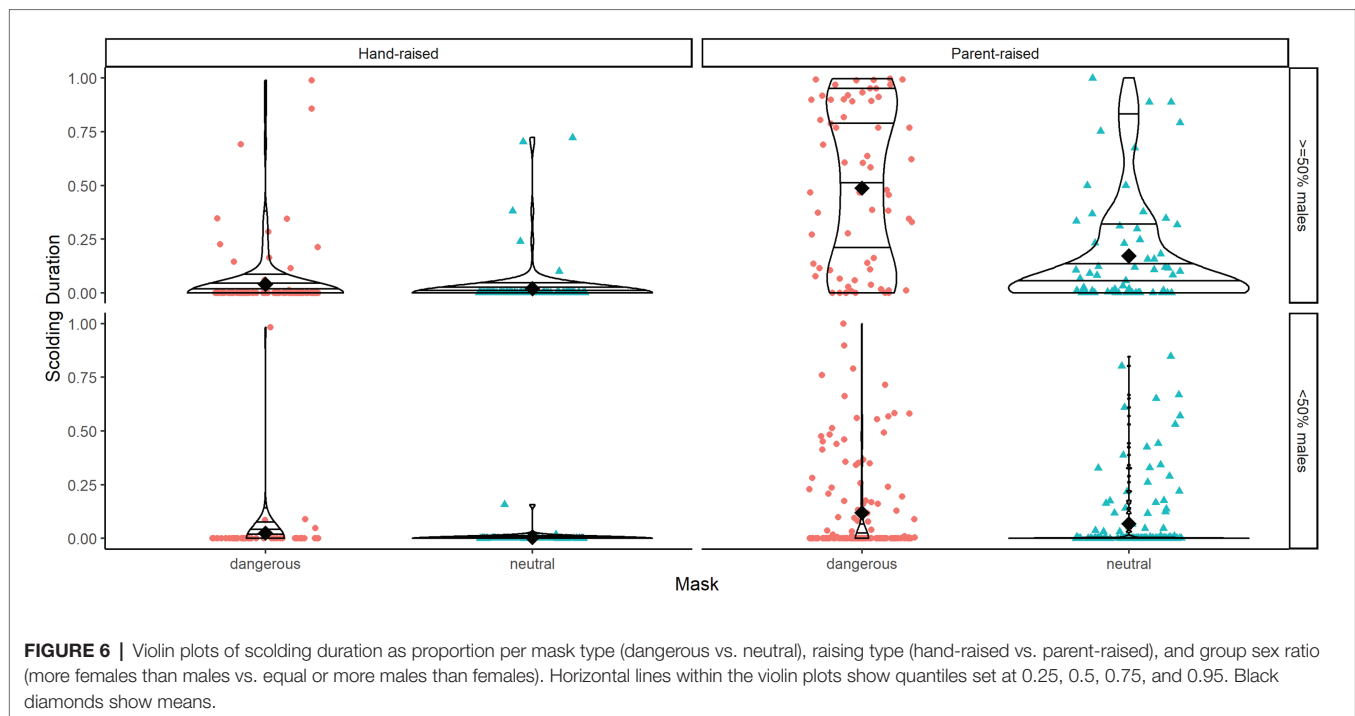 Hand-raised
Parent-raised
Scolding Duration
1.00
0.75
0.50
0.25
0.00
>=50% males
1.00
0.75
0.50
0.25
0.00
<50% males
dangerous
neutral
dangerous
neutral
Mask
FIGURE 6 | Violin plots of scolding duration as proportion per mask type (dangerous vs. neutral), raising type (hand-raised vs. parent-raised), and group sex ratio
(more females than males vs. equal or more males than females). Horizontal lines within the violin plots show quantiles set at 0.25, 0.5, 0.75, and 0.95. Black
diamonds show means.